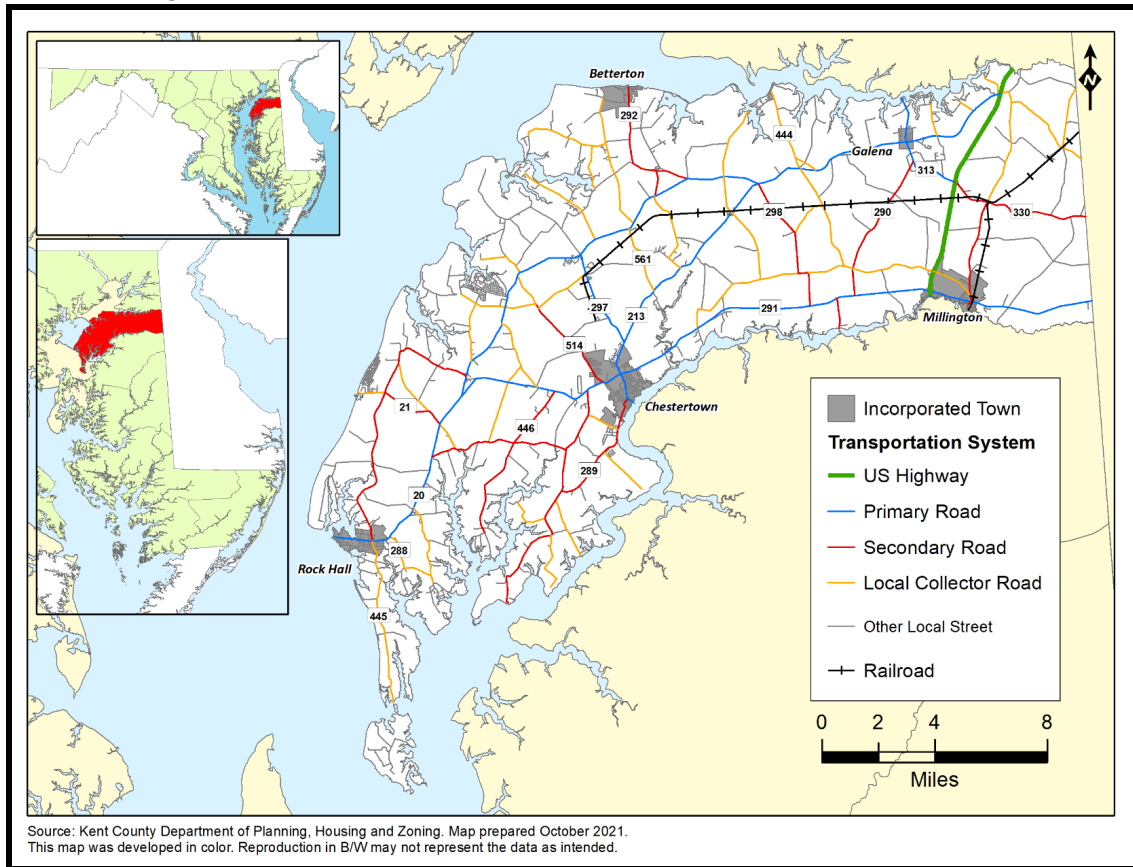 Betterton
N
292
444
Galena
313
298
290
330
561
297
213
291
Millington
514
Chestertown
21
446
289
20
288
Rock Hall
445
Incorporated Town
Transportation System
US Highway
Primary Road
Secondary Road
Local Collector Road
Other Local Street
Railroad
0 2 4 8
Miles
Source: Kent County Department of Planning, Housing and Zoning. Map prepared October 2021.
This map was developed in color. Reproduction in B/W may not represent the data as intended.